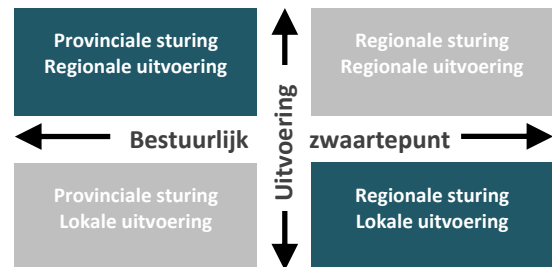 Provinciale sturing
Regionale uitvoering
Regionale sturing
Regionale uitvoering
Bestuurlijk zwaartepunt
Uitvoering
Provinciale sturing
Lokale uitvoering
Regionale sturing
Lokale uitvoering